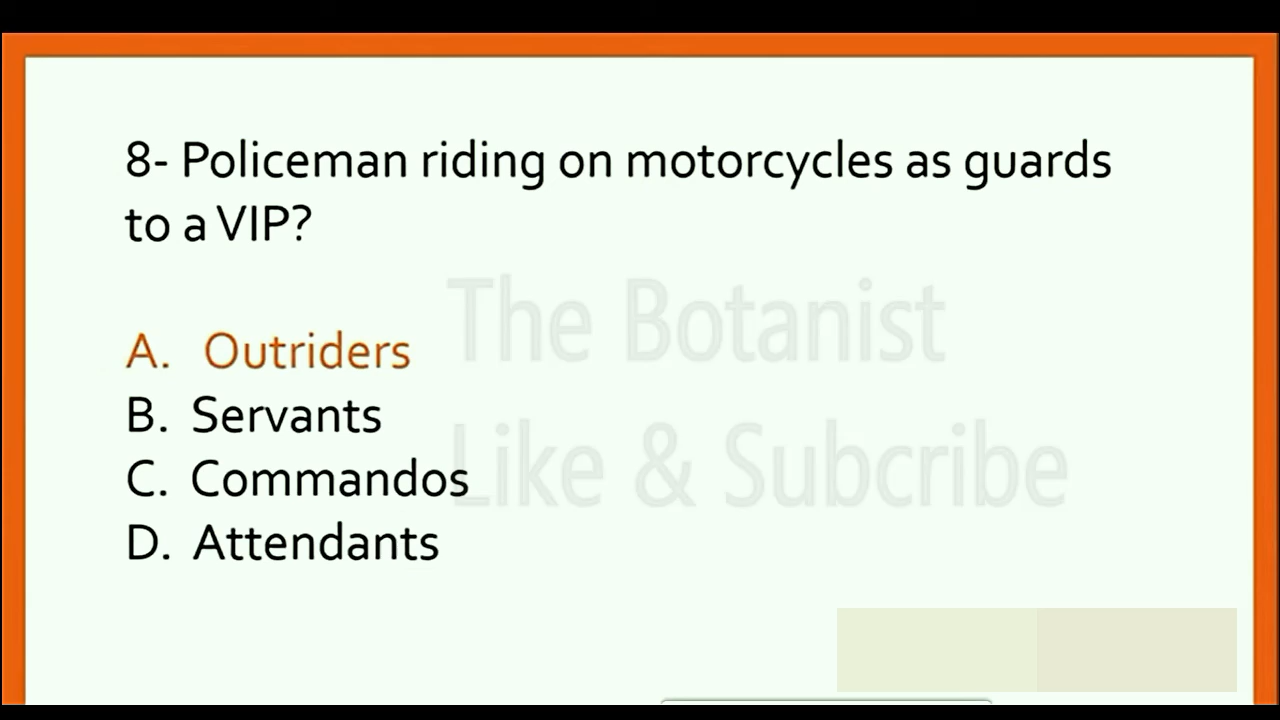 8- Policeman riding on motorcycles as guards
to a VIP?
The Botanist
A. Outriders
B. Servants
Like & Subcribe
C. Commandos
D. Attendants